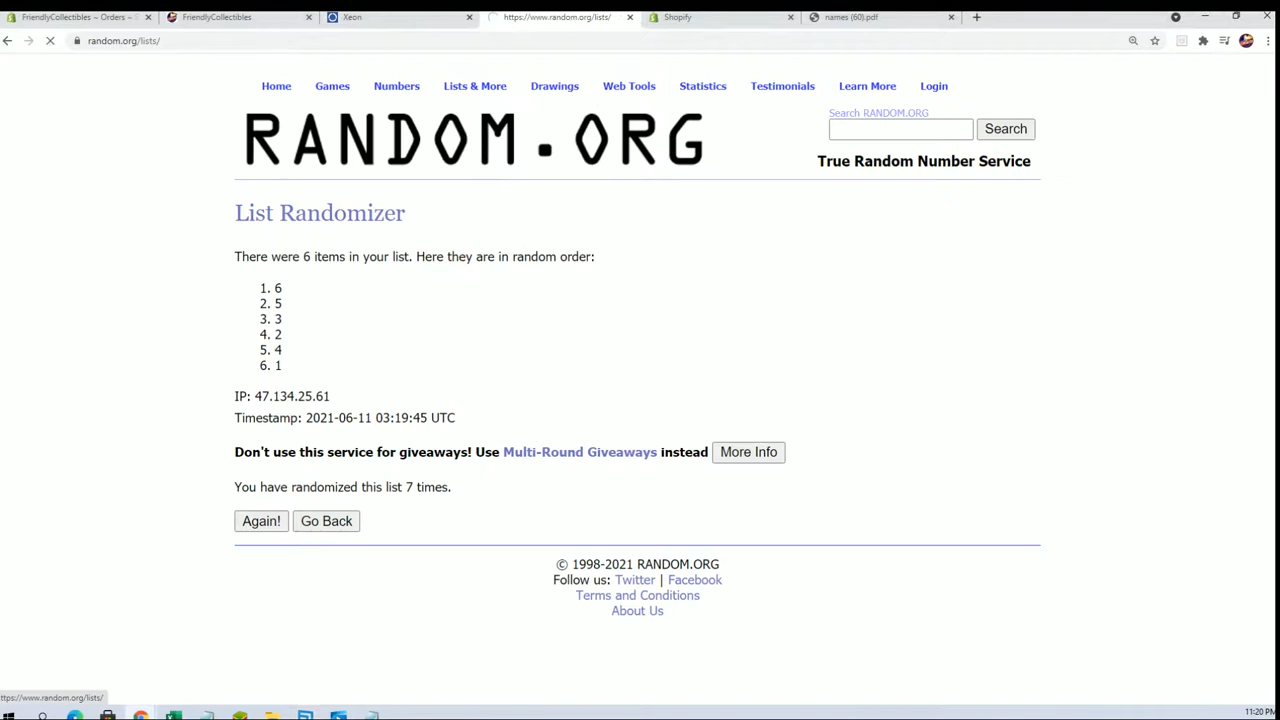 FriendlyCollectibles ~ Orders ~ S
FriendlyCollectibles
Xeon
https://www.random.org/lists/
Shopify
names (60).pdf
random.org/lists/
Home Games Numbers Lists & More Drawings Web Tools Statistics Testimonials Learn More Login
RANDOM.ORG
Search RANDOM.ORG
Search
True Random Number Service
List Randomizer
There were 6 items in your list. Here they are in random order:
1. 6
2. 5
3. 3
4. 2
5. 4
6. 1
IP: 47.134.25.61
Timestamp: 2021-06-11 03:19:45 UTC
Don't use this service for giveaways! Use Multi-Round Giveaways instead More Info
You have randomized this list 7 times.
Again! Go Back
© 1998-2021 RANDOM.ORG
Follow us: Twitter | Facebook
Terms and Conditions
About Us
ttps://www.random.org/lists/
11:20 PM